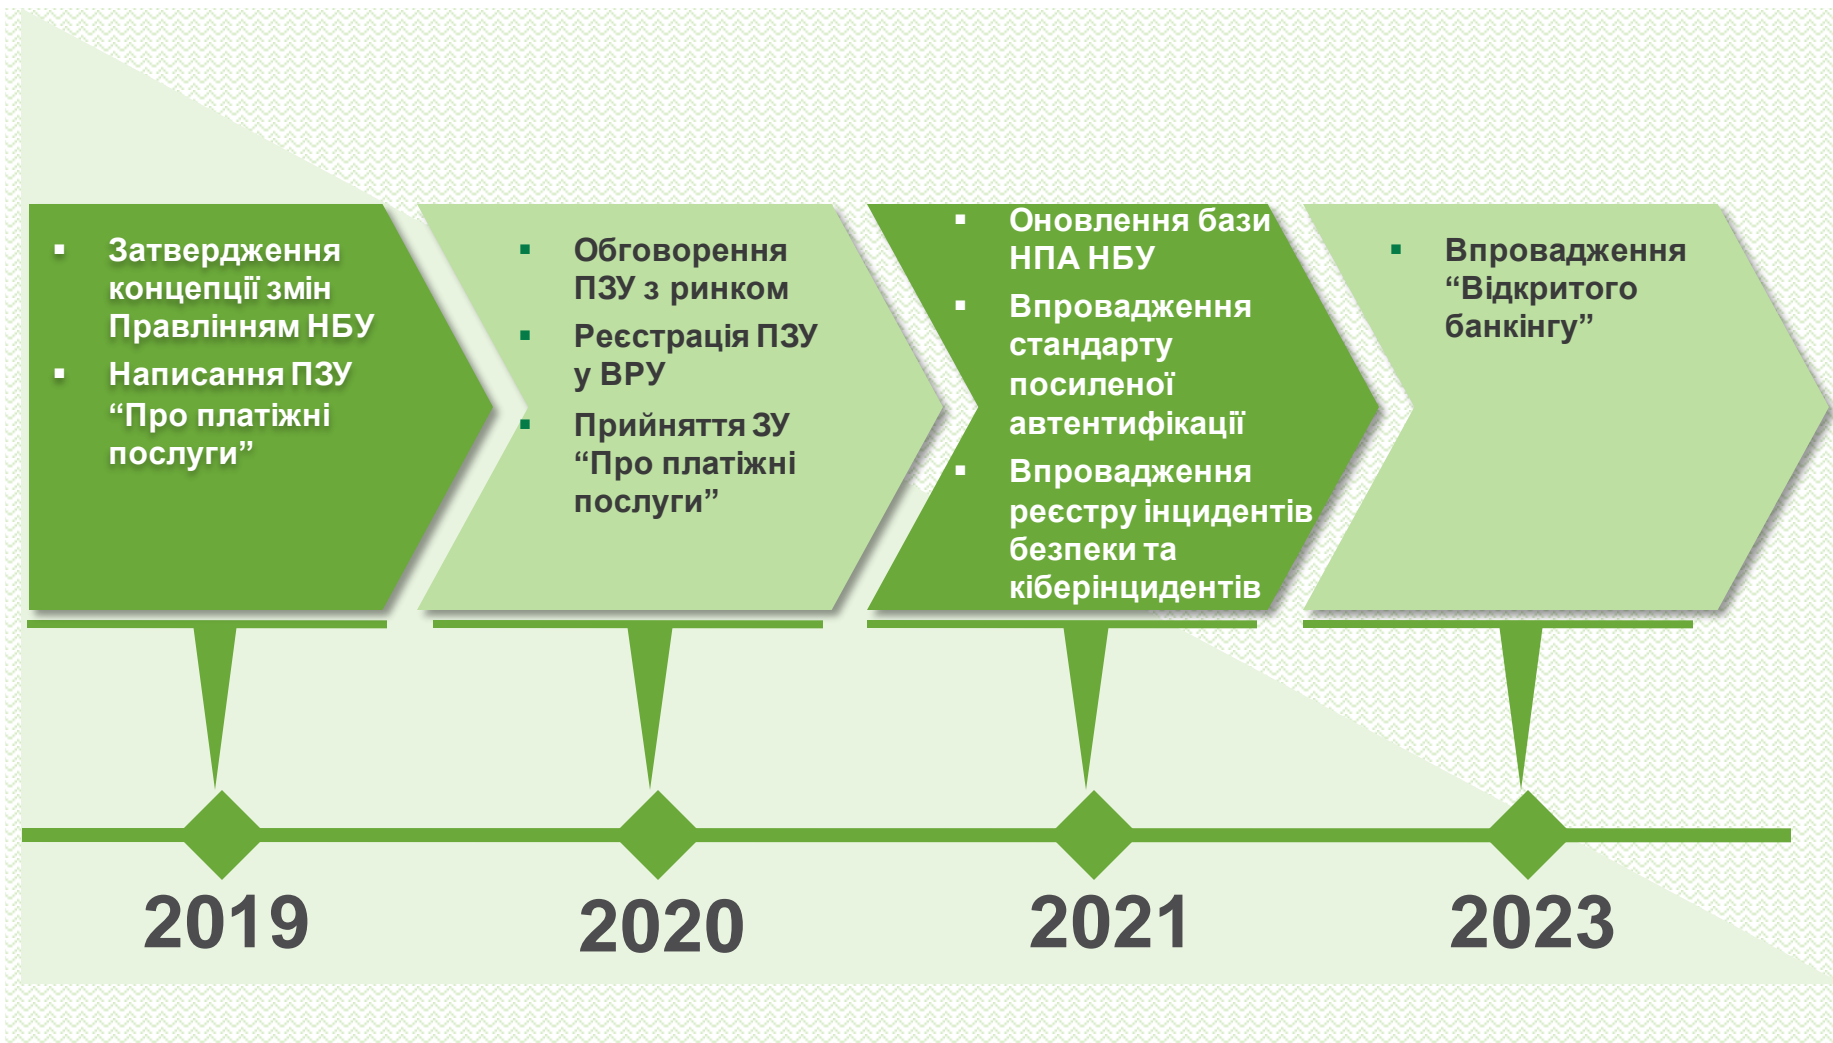 ▪ Затвердження
концепції змін
Правлінням НБУ
▪ Написання ПЗУ
“Про платіжні
послуги”
▪ Обговорення
ПЗУ з ринком
▪ Реєстрація ПЗУ
у ВРУ
▪ Прийняття ЗУ
“Про платіжні
послуги”
▪ Оновлення бази
НПА НБУ
▪ Впровадження
стандарту
посиленої
автентифікації
▪ Впровадження
реєстру інцидентів
безпеки та
кіберінцидентів
▪ Впровадження
“Відкритого
банкінгу”
2019
2020
2021
2023